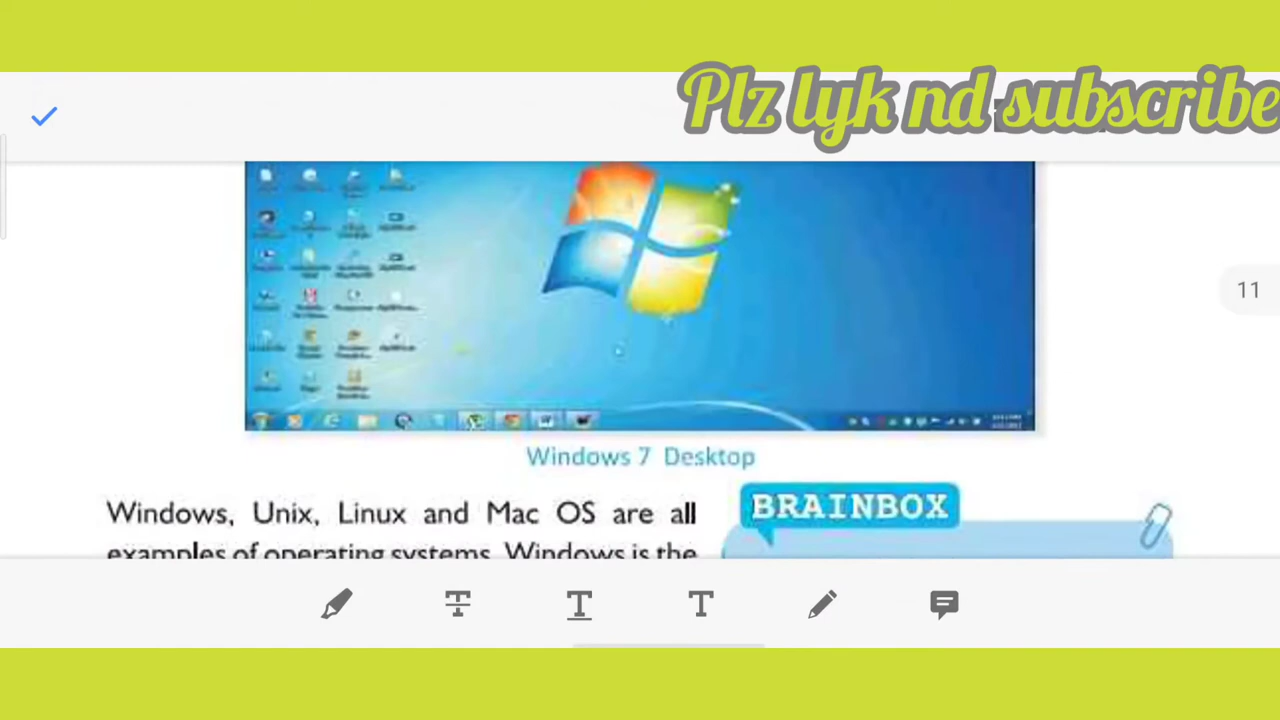 Plz lyk nd subscribe
11
Windows 7 Desktop
Windows, Unix, Linux and Mac OS are all
examples of operating systems. Windows is the
BRAINBOX